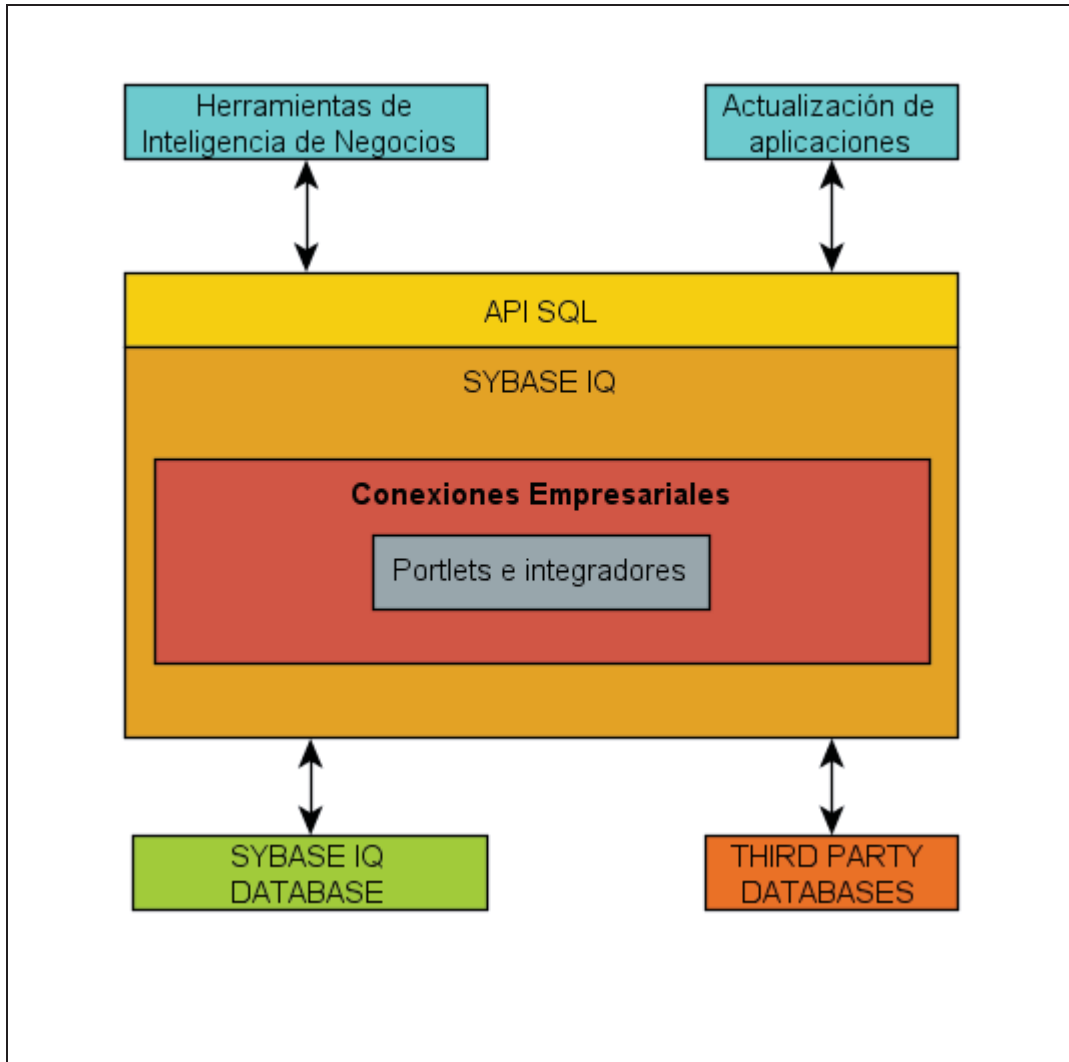 Herramientas de
Inteligencia de Negocios
Actualización de
aplicaciones
API SQL
SYBASE IQ
Conexiones Empresariales
Portlets e integradores
SYBASE IQ
DATABASE
THIRD PARTY
DATABASES